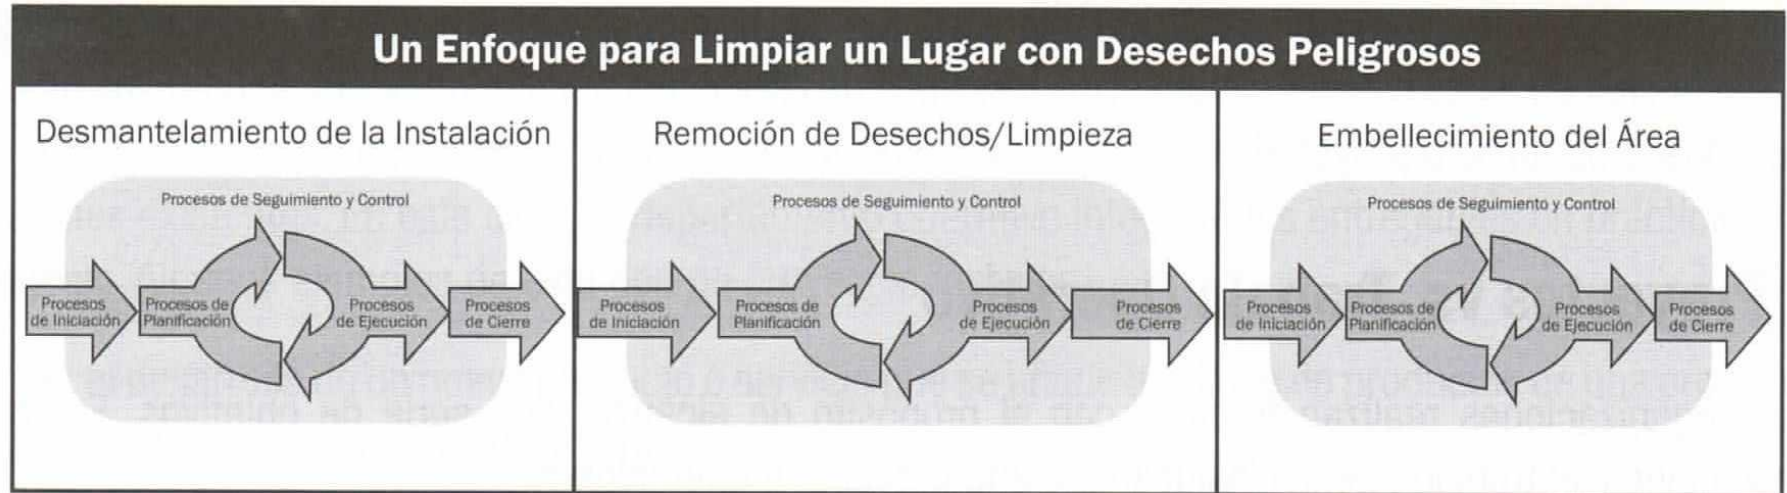 Un Enfoque para Limpiar un Lugar con Desechos Peligrosos
Desmantelamiento de la Instalación
Procesos de Seguimiento y Control
Procesos
de Iniciación
Procesos de
Planificación
Procesos
de Ejecución
Procesos
de Cierre
Remoción de Desechos/Limpieza
Procesos de Seguimiento y Control
Procesos
de Iniciación
Procesos de
Planificación
Procesos
de Ejecución
Procesos
de Cierre
Embellecimiento del Área
Procesos de Seguimiento y Control
Procesos
de Iniciación
Procesos de
Planificación
Procesos
de Ejecución
Procesos
de Cierre